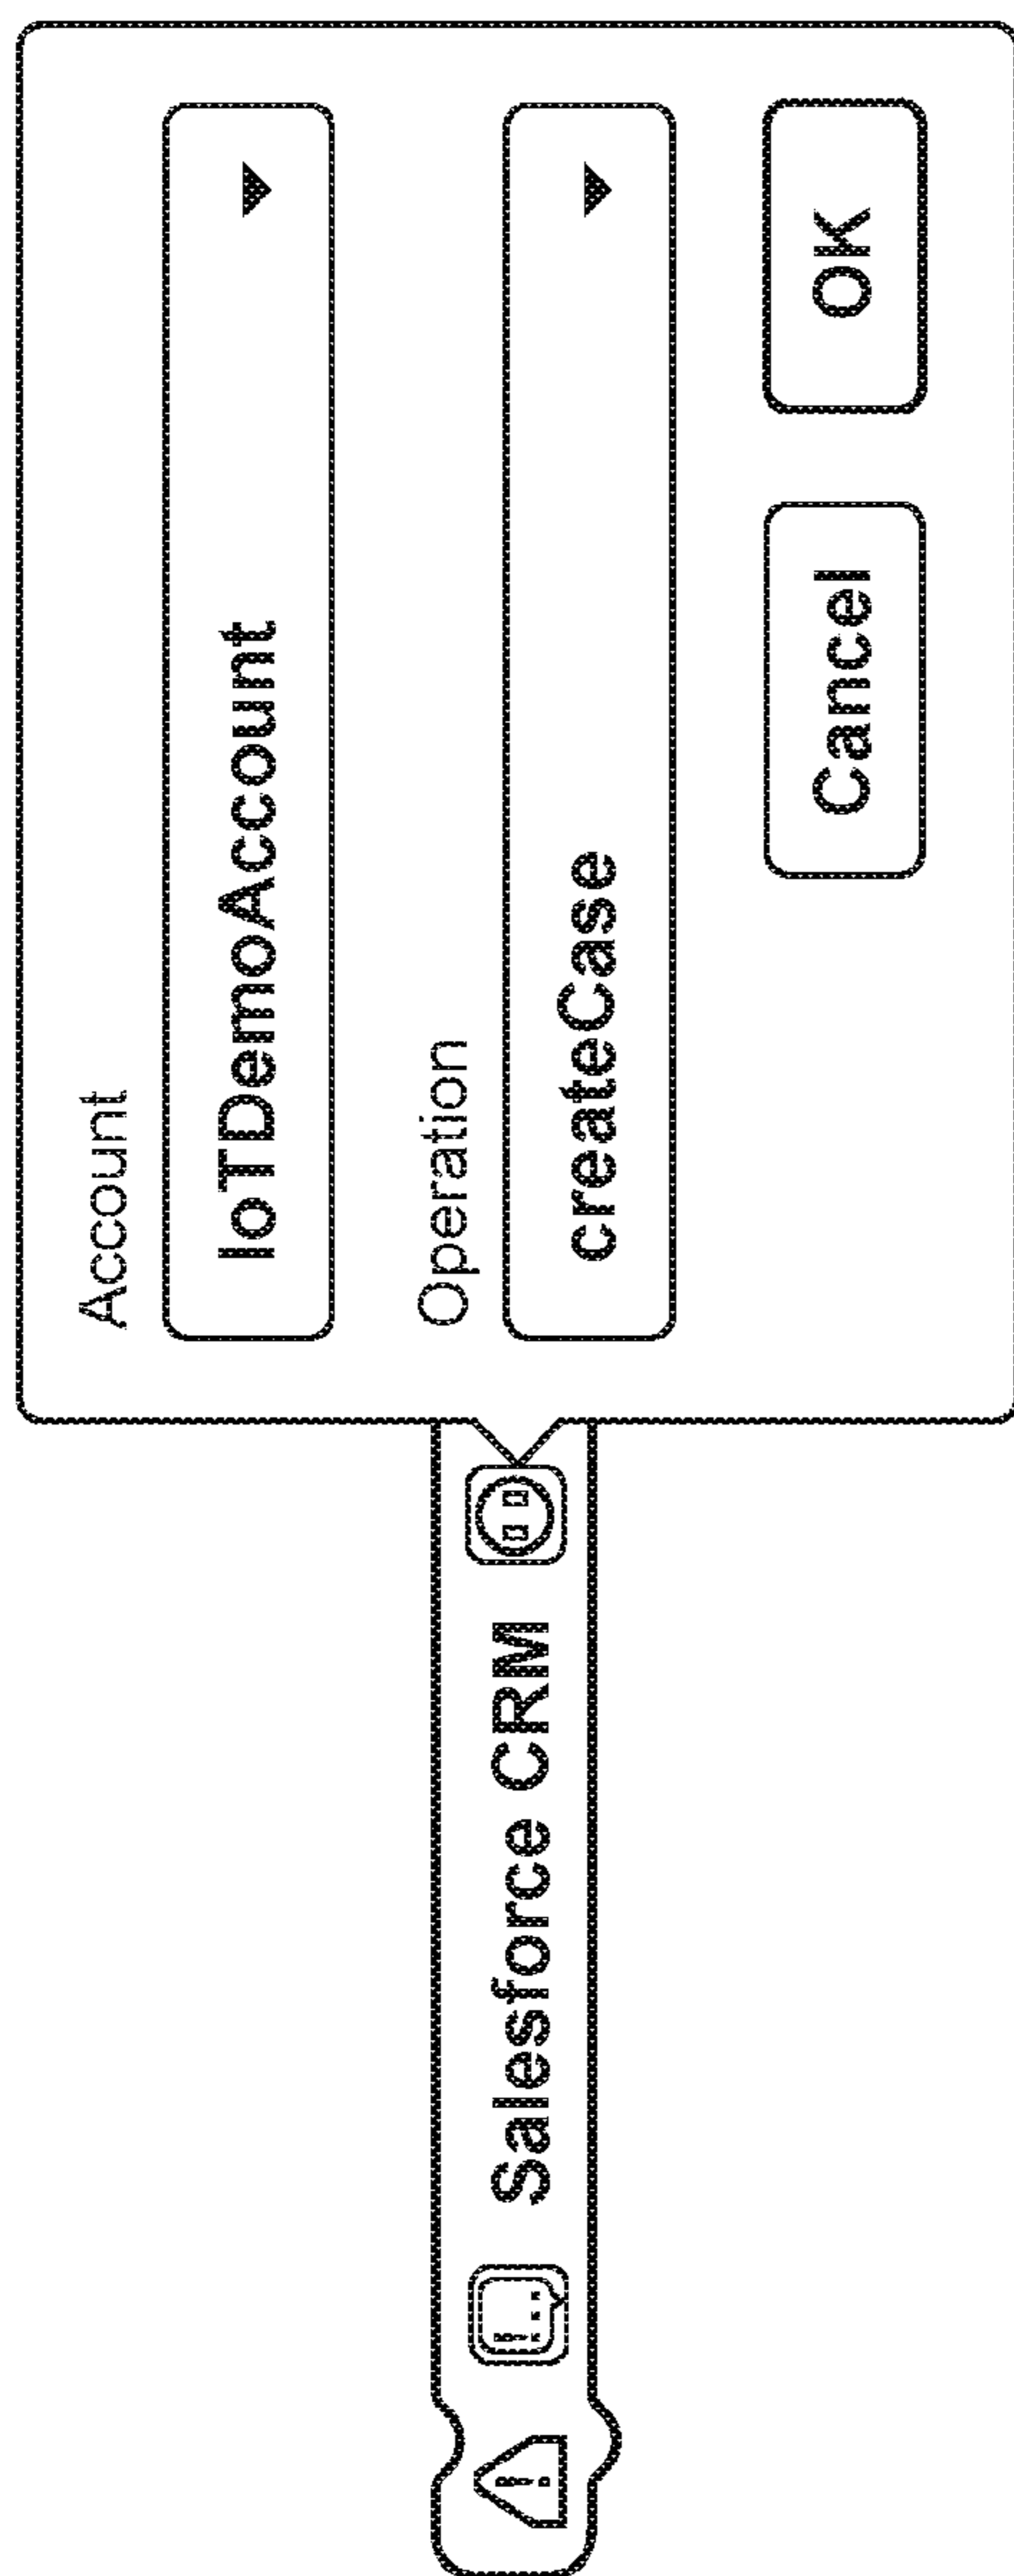 Salesforce CRM
Account
IoTDemoAccount
Operation
createCase
Cancel
OK